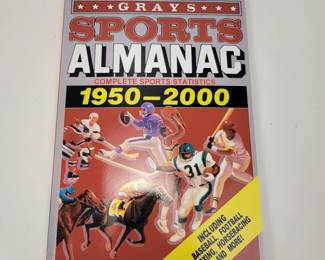 GRAYS
SPORTS
ALMANAC
COMPLETE SPORTS STATISTICS
1950—2000
31
INCLUDING
BASEBALL, FOOTBALL
BOXING, HORSERACING
AND MORE!